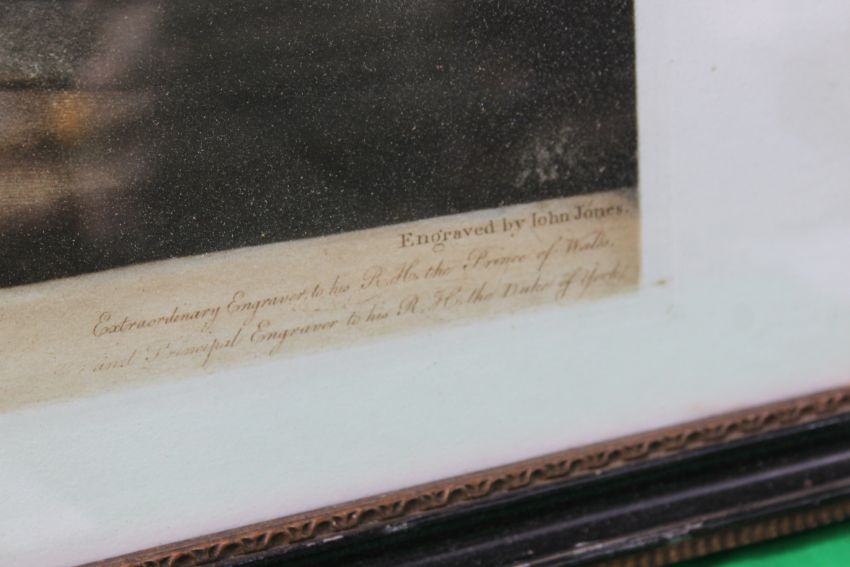 Engraved by Iohn Jones.
Extraordinary Engraver to his R. H. the Prince of Wales,
and Principal Engraver to his R. H. the Duke of York.